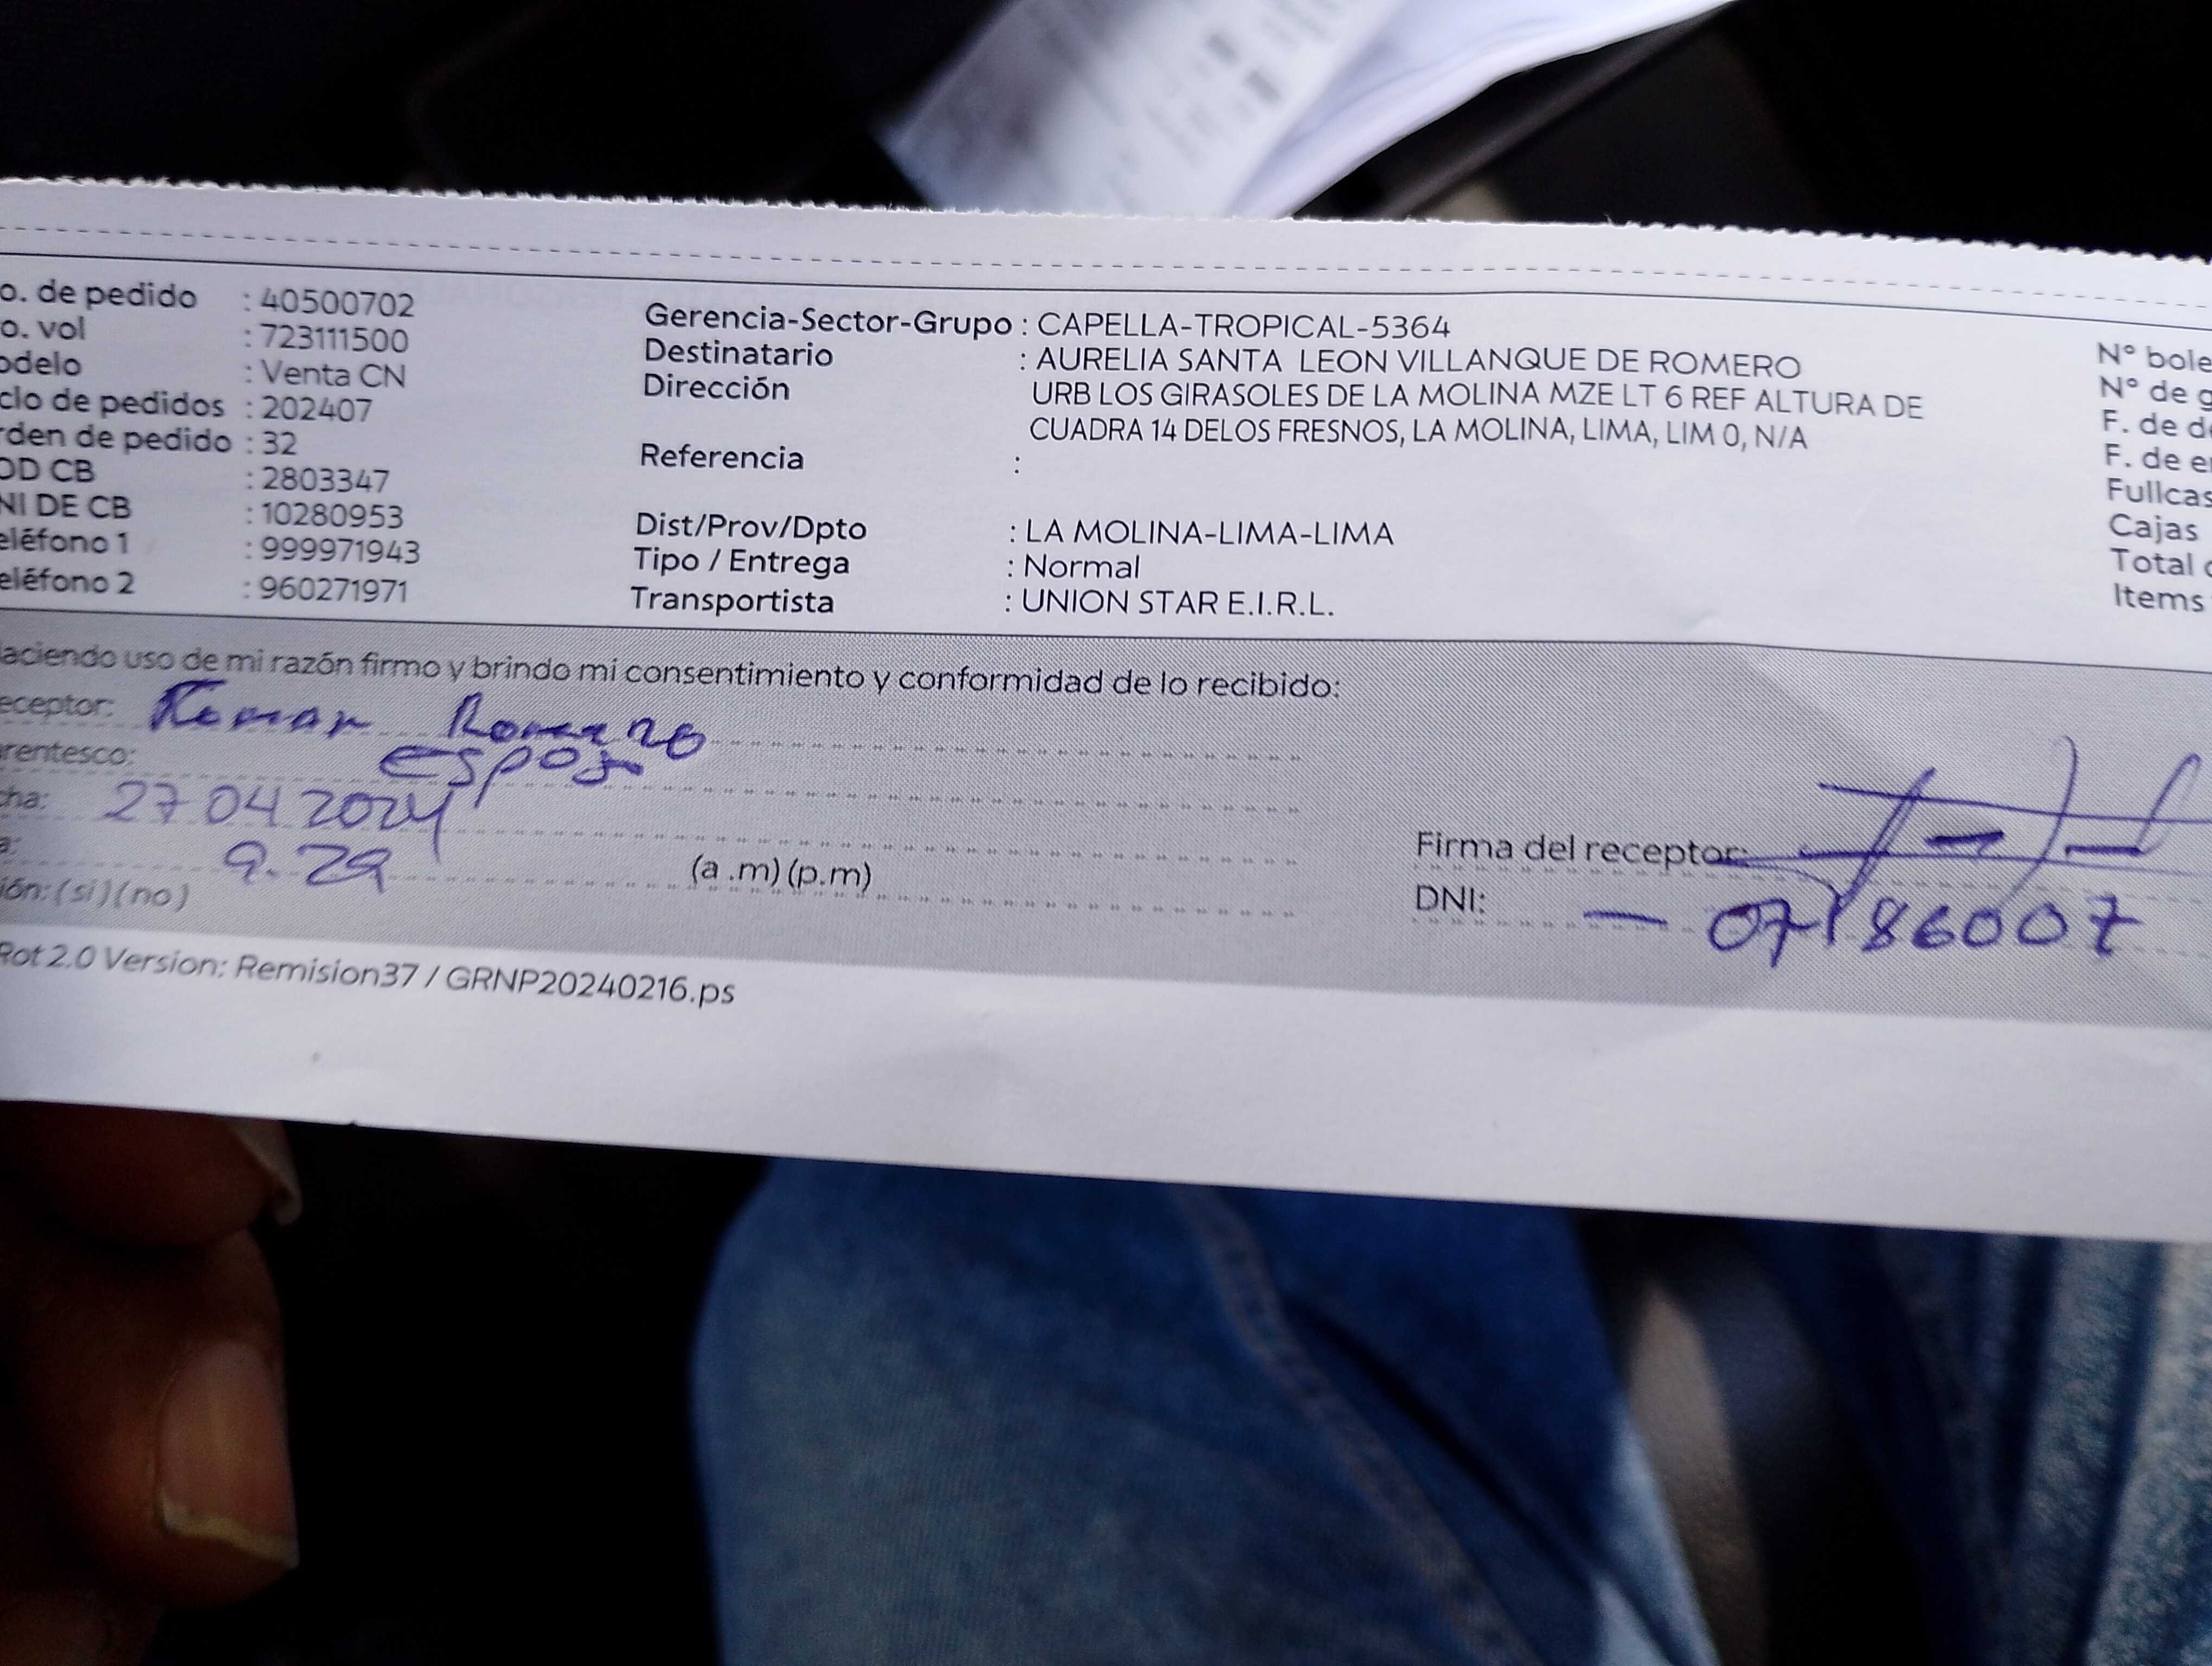 o. de pedido : 40500702
o. vol : 723111500
odelo : Venta CN
clo de pedidos : 202407
rden de pedido : 32
OD CB : 2803347
NI DE CB : 10280953
eléfono 1 : 999971943
eléfono 2 : 960271971
Gerencia-Sector-Grupo : CAPELLA-TROPICAL-5364
Destinatario : AURELIA SANTA LEON VILLANQUE DE ROMERO
Dirección URB LOS GIRASOLES DE LA MOLINA MZE LT 6 REF ALTURA DE
CUADRA 14 DELOS FRESNOS, LA MOLINA, LIMA, LIM 0, N/A
Referencia :
Dist/Prov/Dpto : LA MOLINA-LIMA-LIMA
Tipo / Entrega : Normal
Transportista : UNION STAR E.I.R.L.
N° bole
N° de g
F. de d
F. de e
Fullcas
Cajas
Total
Items
aciendo uso de mi razón firmo y brindo mi consentimiento y conformidad de lo recibido:
eceptor: Romero
rentesco: esposo
cha: 27 04 2024
a: 9.29 (a .m) (p.m)
ión: (si) (no)
Firma del receptor:
DNI: - 07186007
Rot 2.0 Version: Remision37 / GRNP20240216.ps